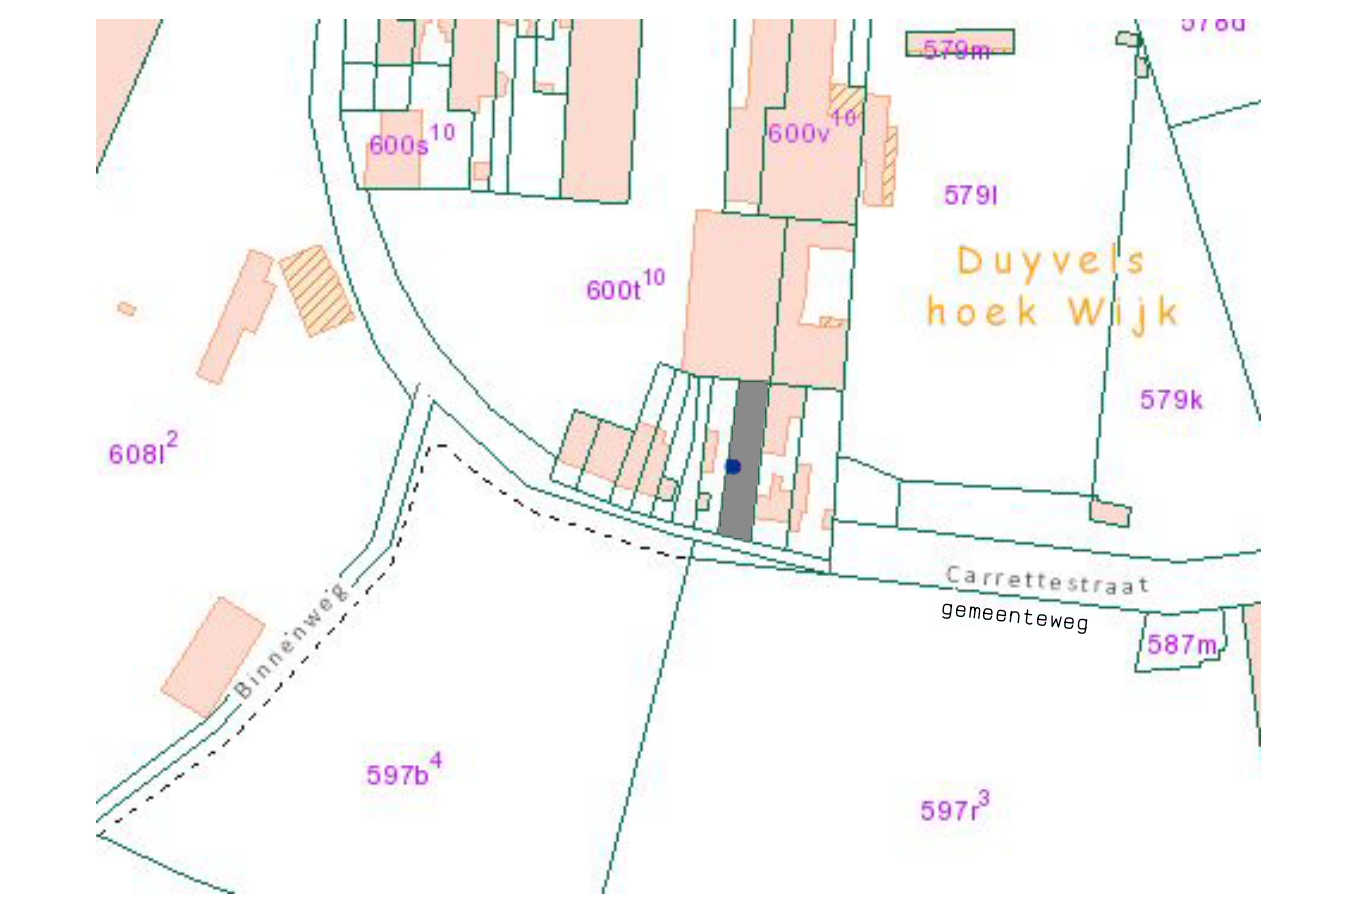 578d
579m
600s10
600v10
579l
Duyvels
hoek Wijk
600t10
579k
608l2
Carrettestraat
gemeenteweg
Binnenweg
587m
597b4
597r3